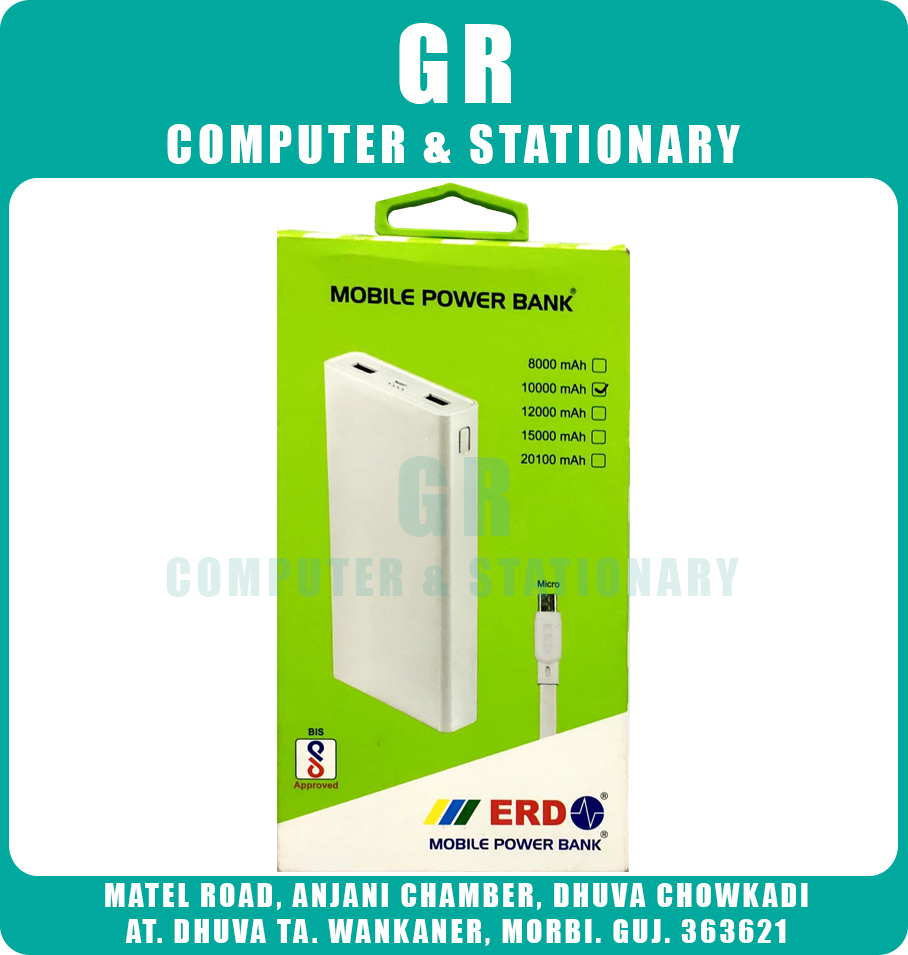 GR
COMPUTER & STATIONARY
MOBILE POWER BANK®
8000 mAh
10000 mAh
12000 mAh
15000 mAh
20100 mAh
GR
COMPUTER & STATIONARY
Micro
ERD
BIS
Approved
ERD®
MOBILE POWER BANK®
MATEL ROAD, ANJANI CHAMBER, DHUVA CHOWKADI
AT. DHUVA TA. WANKANER, MORBI. GUJ. 363621